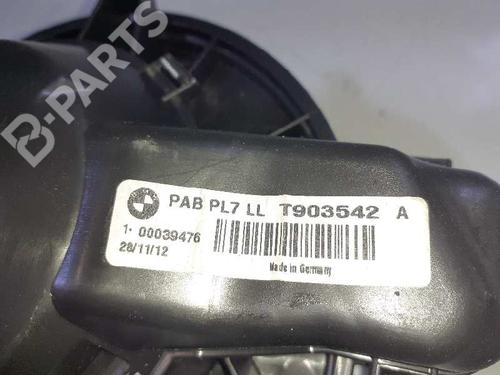 B-PARTS
PAB PL7 LL T903542 A
1· 00039476
28/11/12
Made in Germany